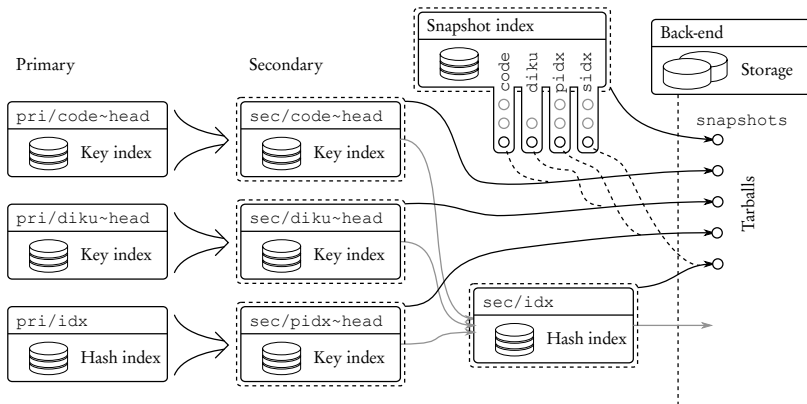 Snapshot index
code
diku
pidx
sidx
Back-end
Storage
Primary
Secondary
snapshots
Tarballs
pri/code~head
Key index
sec/code~head
Key index
pri/diku~head
Key index
sec/diku~head
Key index
sec/idx
Hash index
pri/idx
Hash index
sec/pidx~head
Key index